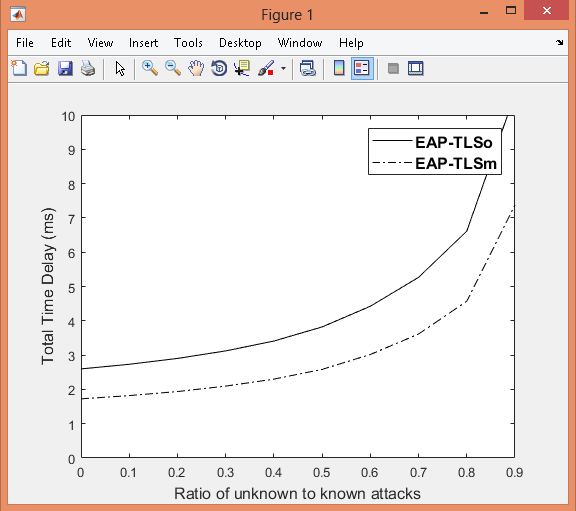 Figure 1
File Edit View Insert Tools Desktop Window Help
EAP-TLSo
EAP-TLSm
Total Time Delay (ms)
10
9
8
7
6
5
4
3
2
1
0
0 0.1 0.2 0.3 0.4 0.5 0.6 0.7 0.8 0.9
Ratio of unknown to known attacks